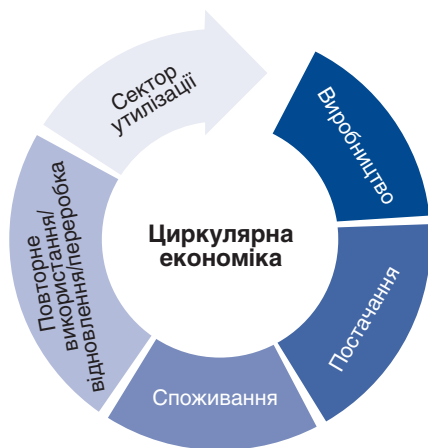 Циркулярна
економіка
Виробництво
Постачання
Споживання
Повторне
використання/
відновлення/переробка
Сектор
утилізації